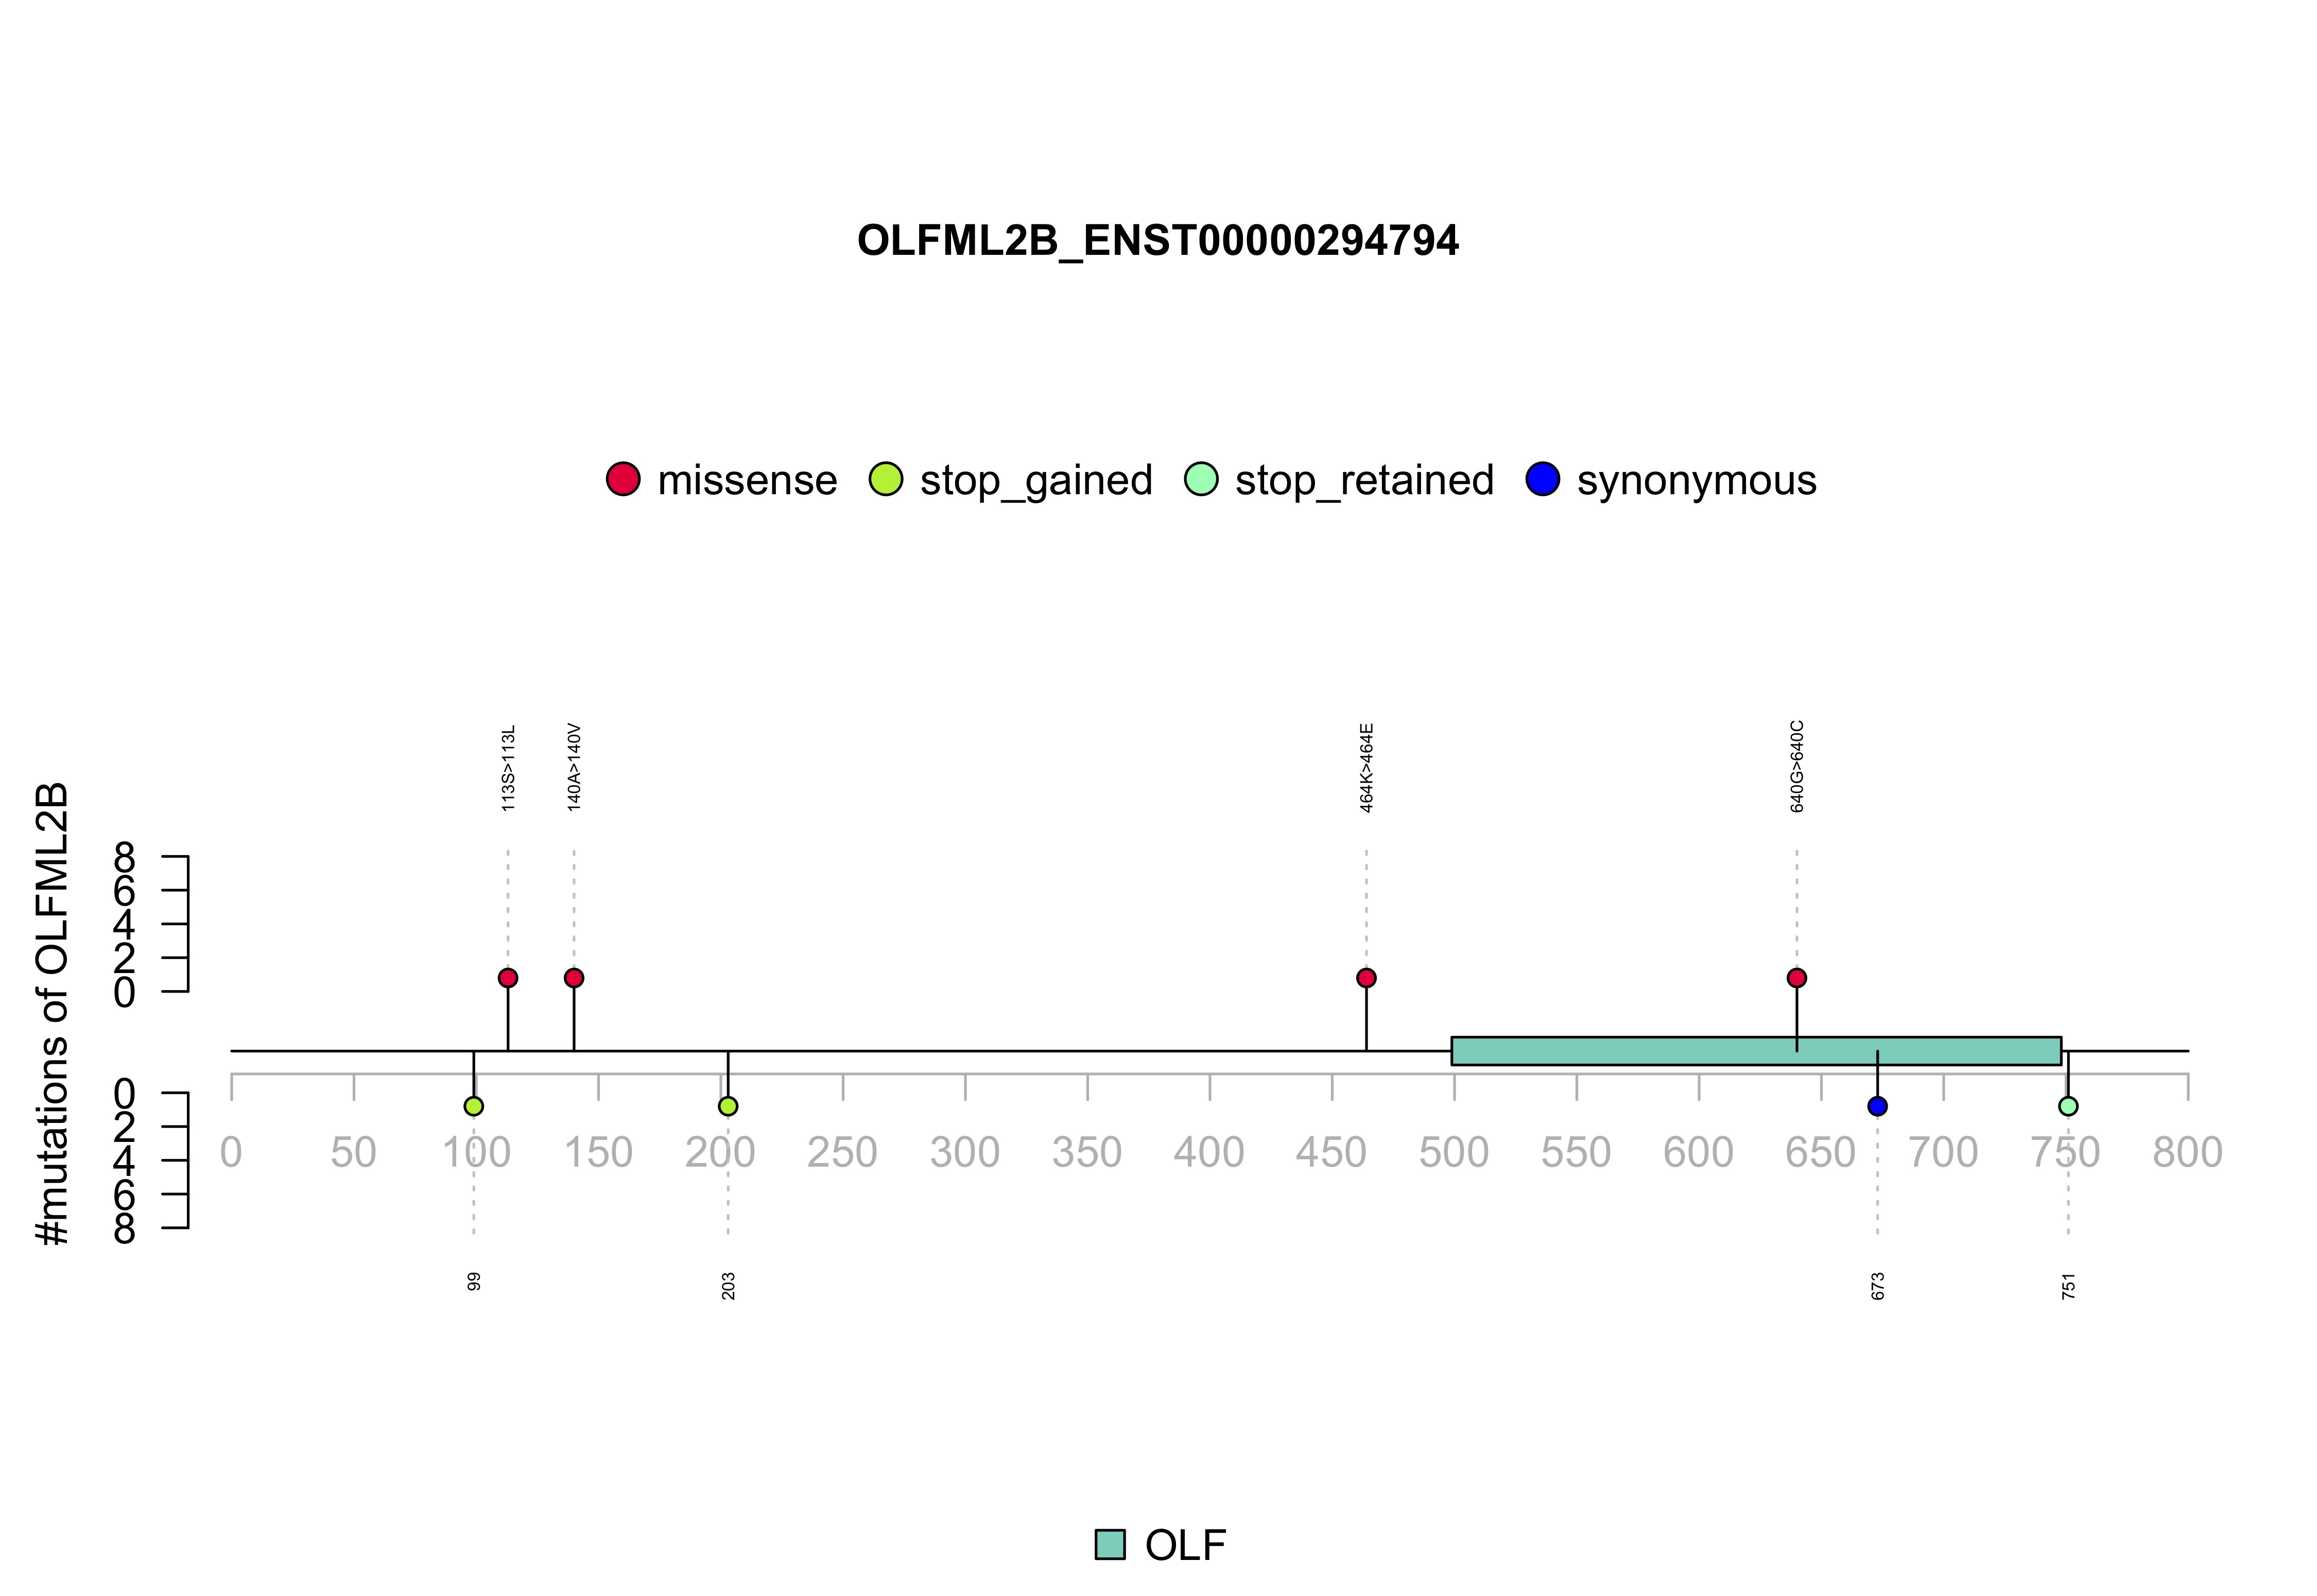 OLFML2B_ENST00000294794
missense stop_gained stop_retained synonymous
113S>113L 140A>140V 464K>464E 640G>640C
#mutations of OLFML2B
8
6
4
2
0
0
2
4
6
8
0 50 100 150 200 250 300 350 400 450 500 550 600 650 700 750 800
99 203 673 751
OLF